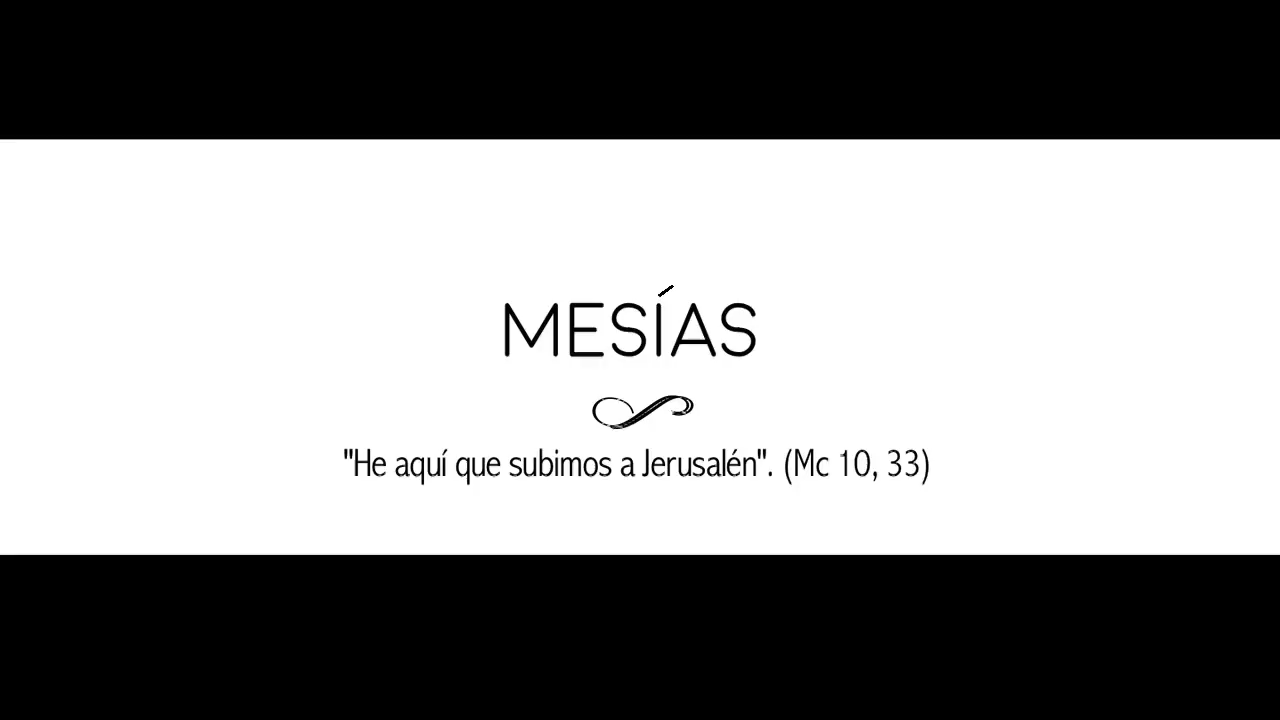 MESÍAS
"He aquí que subimos a Jerusalén". (Mc 10, 33)